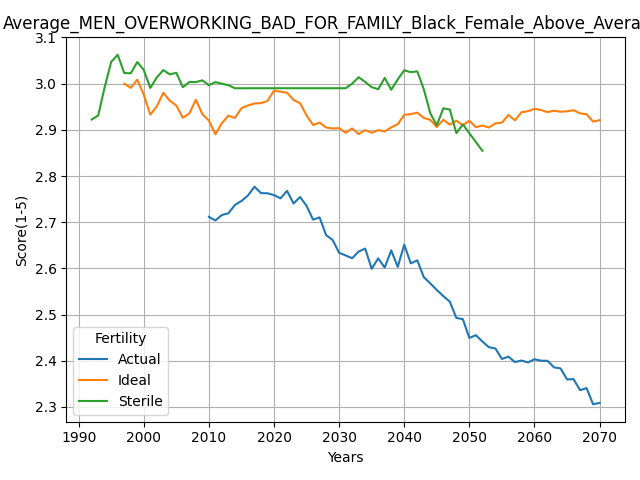 Average_MEN_OVERWORKING_BAD_FOR_FAMILY_Black_Female_Above_Avera
3.1
3.0
2.9
2.8
2.7
2.6
2.5
2.4
2.3
Score(1-5)
Fertility
Actual
Ideal
Sterile
1990 2000 2010 2020 2030 2040 2050 2060 2070
Years